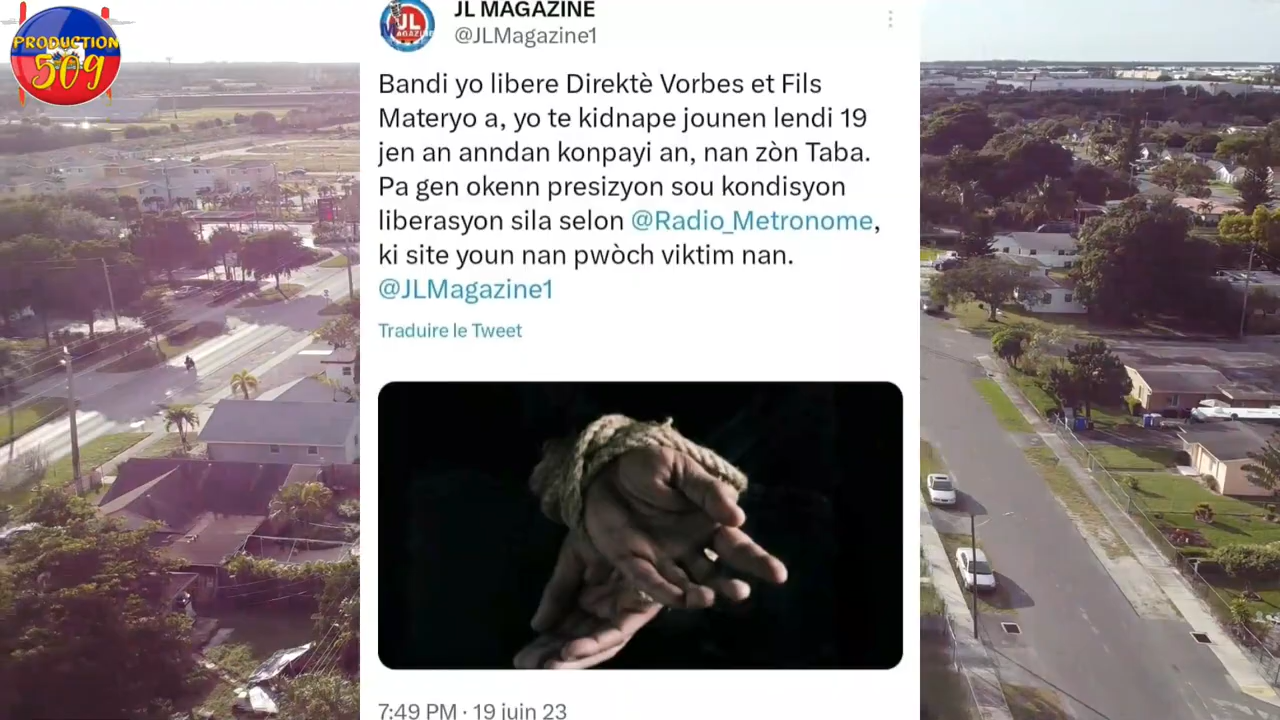 PRODUCTION
509
JL MAGAZINE
@JLMagazine1
JL
MAGAZINE
Bandi yo libere Direktè Vorbes et Fils
Materyo a, yo te kidnape jounen lendi 19
jen an anndan konpayi an, nan zòn Taba.
Pa gen okenn presizyon sou kondisyon
liberasyon sila selon @Radio_Metronome,
ki site youn nan pwòch viktim nan.
@JLMagazine1
Traduire le Tweet
7:49 PM · 19 juin 23